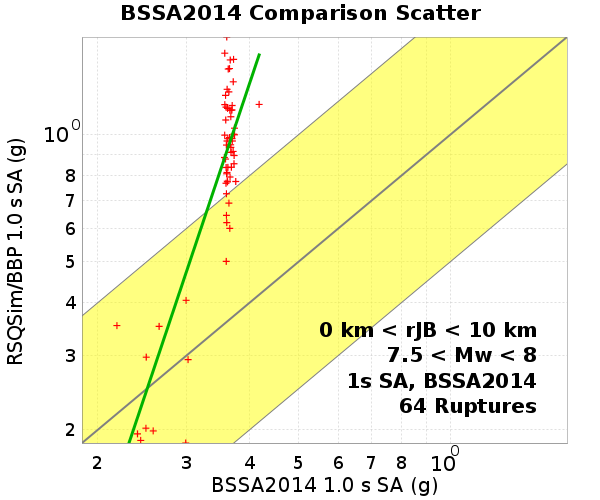 BSSA2014 Comparison Scatter
RSQSim/BBP 1.0 s SA (g)
10^0
8
7
6
5
4
3
2
0 km < rJB < 10 km
7.5 < Mw < 8
1s SA, BSSA2014
64 Ruptures
2 3 4 5 6 7 8 10^0
BSSA2014 1.0 s SA (g)